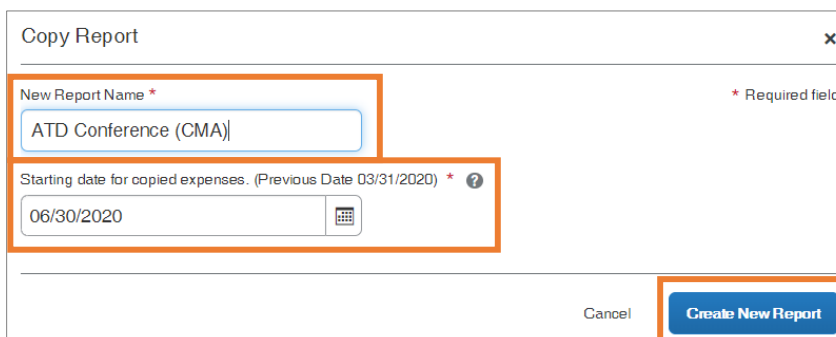 Copy Report
×
New Report Name *
* Required field
ATD Conference (CMA)
Starting date for copied expenses. (Previous Date 03/31/2020) * ?
06/30/2020
Cancel
Create New Report